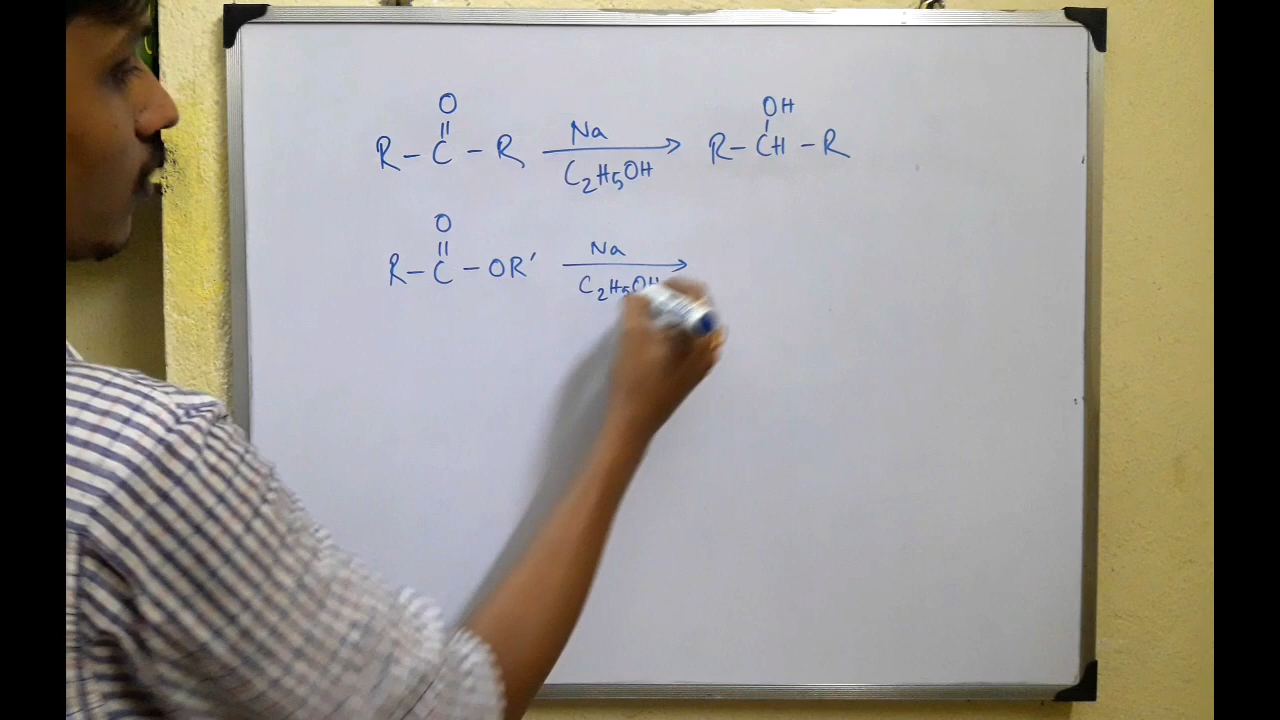 O OH
R–C–R Na C₂H₅OH → R–CH–R
O
R–C–OR′ Na C₂H₅OH →